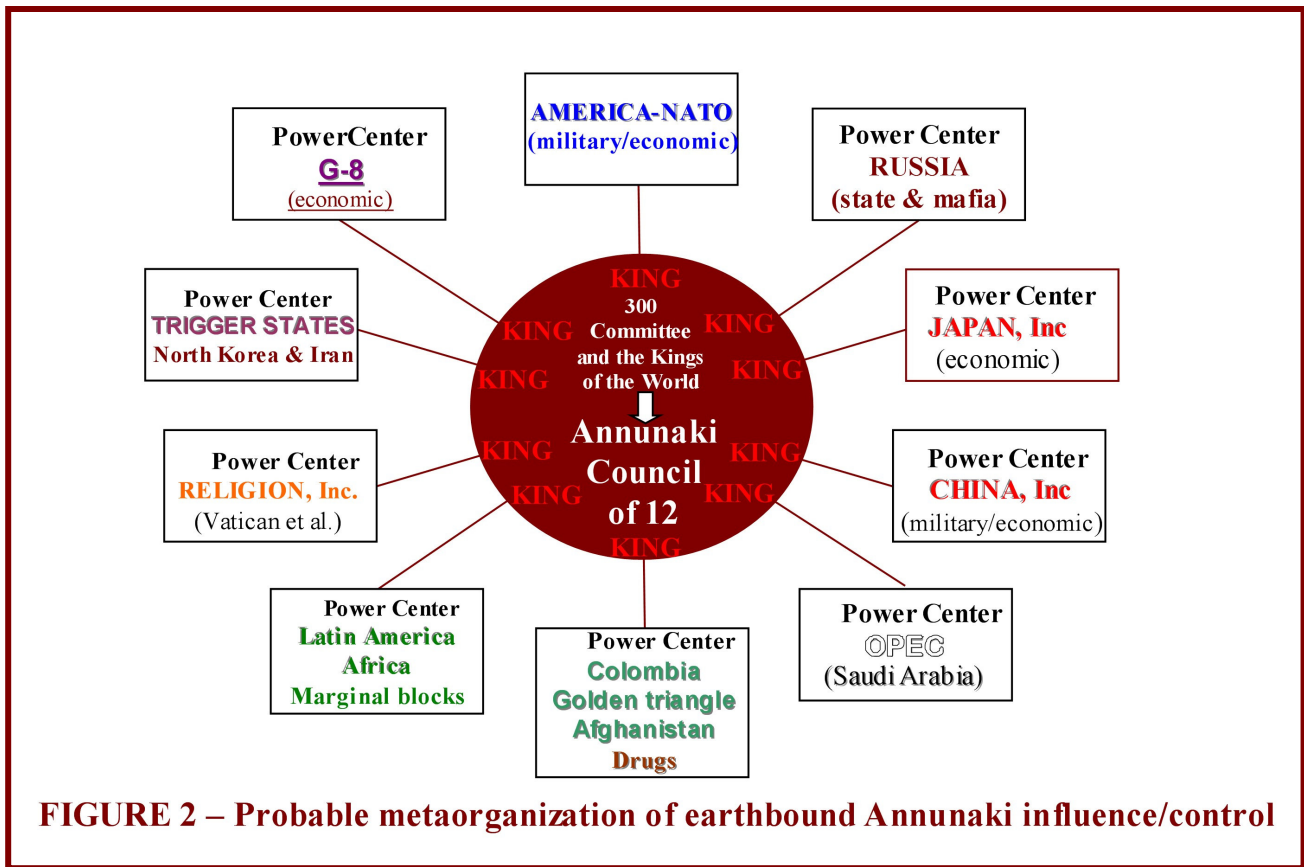 AMERICA-NATO
(military/economic)
PowerCenter
G-8
(economic)
Power Center
RUSSIA
(state & mafia)
Power Center
TRIGGER STATES
North Korea & Iran
Power Center
JAPAN, Inc
(economic)
KING
KING
KING
KING
KING
300
Committee
and the Kings
of the World
Annunaki
Council
of 12
KING
KING
KING
KING
KING
Power Center
RELIGION, Inc.
(Vatican et al.)
Power Center
CHINA, Inc
(military/economic)
Power Center
Latin America
Africa
Marginal blocks
Power Center
Colombia
Golden triangle
Afghanistan
Drugs
Power Center
OPEC
(Saudi Arabia)
FIGURE 2 – Probable metaorganization of earthbound Annunaki influence/control